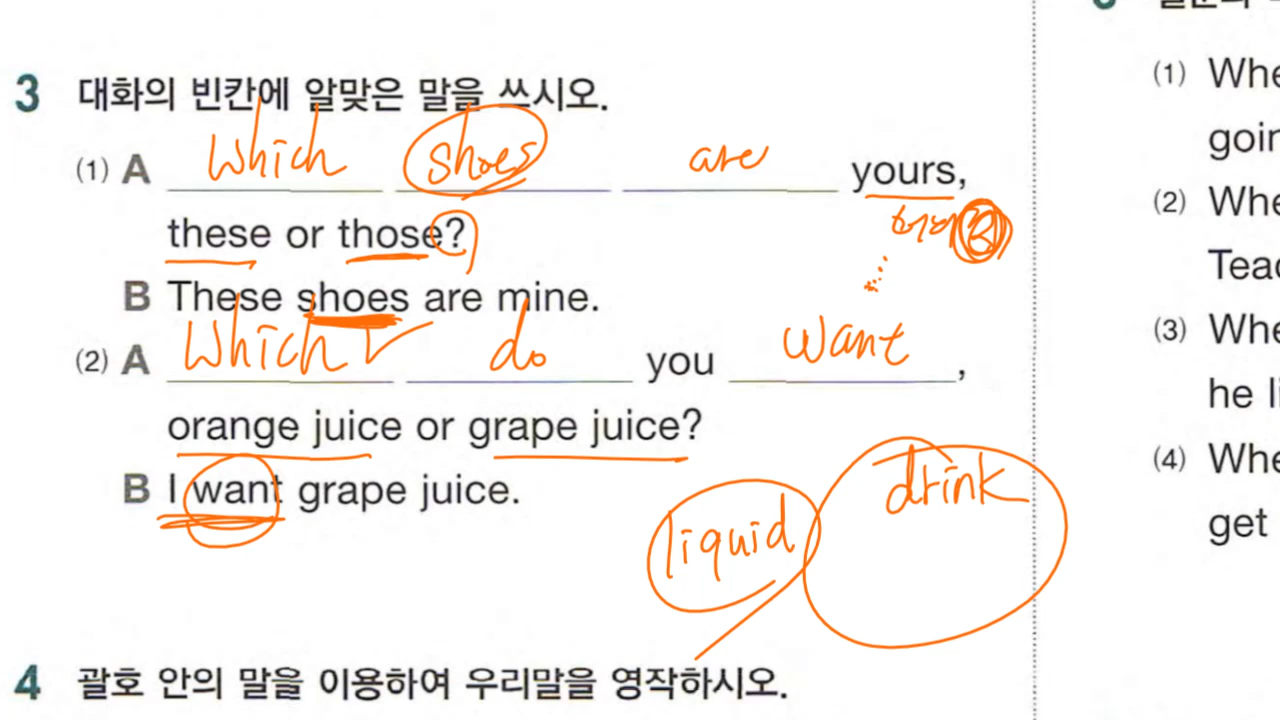 3 대화의 빈칸에 알맞은 말을 쓰시오.
(1) A Which shoes are yours,
these or those?
B These shoes are mine.
(2) A Which do you want,
orange juice or grape juice?
B I want grape juice.
liquid drink
4 괄호 안의 말을 이용하여 우리말을 영작하시오.
(1) Whe
goin
(2) Whe
Teac
(3) Whe
he li
(4) Whe
get